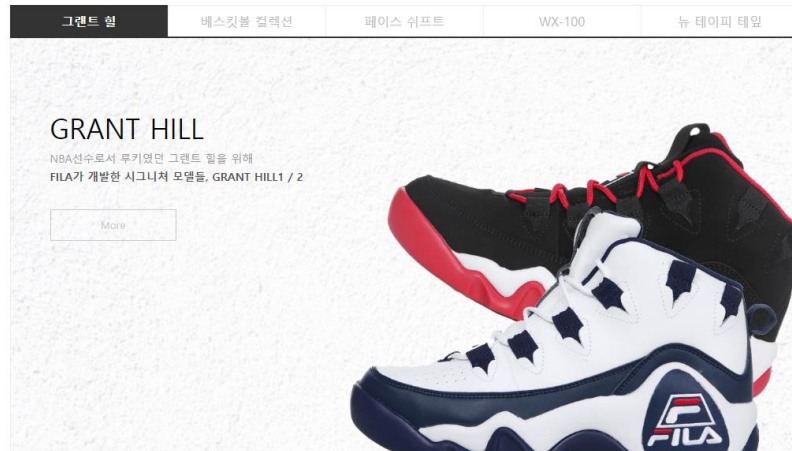 그랜트 힐
베스킷볼 컬렉션
페이스 쉬프트
WX-100
뉴 테이피 테잎
GRANT HILL
NBA선수로서 루키였던 그랜트 힐을 위해
FILA가 개발한 시그니쳐 모델들, GRANT HILL1 / 2
More
FILA